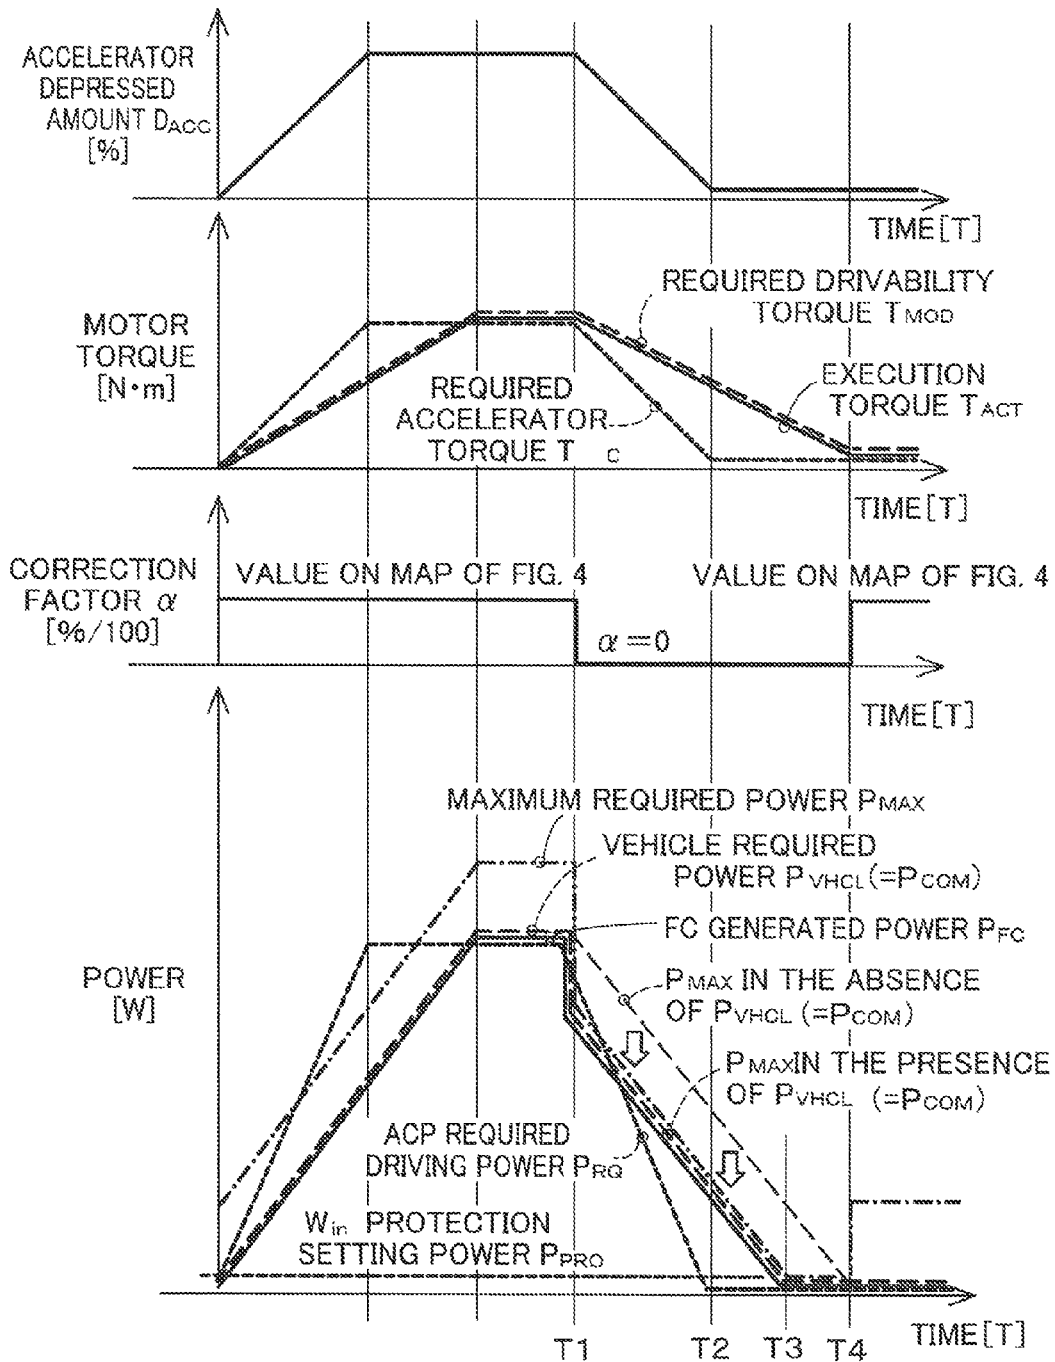 ACCELERATOR
DEPRESSED
AMOUNT DACC
[%]
TIME[T]
MOTOR
TORQUE
[N·m]
REQUIRED DRIVABILITY
TORQUE TMOD
EXECUTION
TORQUE TACT
REQUIRED
ACCELERATOR
TORQUE T C
TIME[T]
CORRECTION
FACTOR α
[%/100]
VALUE ON MAP OF FIG. 4
VALUE ON MAP OF FIG. 4
α=0
TIME[T]
POWER
[W]
MAXIMUM REQUIRED POWER PMAX
VEHICLE REQUIRED
POWER PVHCL(=PCOM)
FC GENERATED POWER PFC
PMAX IN THE ABSENCE
OF PVHCL (=PCOM)
PMAX IN THE PRESENCE
OF PVHCL (=PCOM)
ACP REQUIRED
DRIVING POWER PRQ
Win PROTECTION
SETTING POWER PPRO
TIME[T]
T1 T2 T3 T4